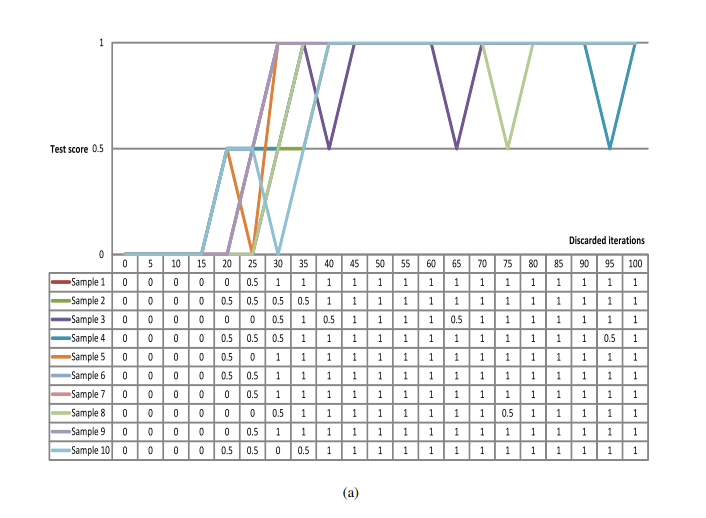 1
Test score 0.5
Discarded iterations
0
0 5 10 15 20 25 30 35 40 45 50 55 60 65 70 75 80 85 90 95 100
Sample 1 0 0 0 0 0 0.5 1 1 1 1 1 1 1 1 1 1 1 1 1 1 1
Sample 2 0 0 0 0 0.5 0.5 0.5 0.5 1 1 1 1 1 1 1 1 1 1 1 1 1
Sample 3 0 0 0 0 0 0 0.5 1 0.5 1 1 1 1 0.5 1 1 1 1 1 1 1
Sample 4 0 0 0 0 0.5 0.5 0.5 1 1 1 1 1 1 1 1 1 1 1 1 0.5 1
Sample 5 0 0 0 0 0.5 0 1 1 1 1 1 1 1 1 1 1 1 1 1 1 1
Sample 6 0 0 0 0 0.5 0.5 1 1 1 1 1 1 1 1 1 1 1 1 1 1 1
Sample 7 0 0 0 0 0 0.5 1 1 1 1 1 1 1 1 1 1 1 1 1 1 1
Sample 8 0 0 0 0 0 0 0.5 1 1 1 1 1 1 1 1 0.5 1 1 1 1 1
Sample 9 0 0 0 0 0 0.5 1 1 1 1 1 1 1 1 1 1 1 1 1 1 1
Sample 10 0 0 0 0 0.5 0.5 0 0.5 1 1 1 1 1 1 1 1 1 1 1 1 1
(a)